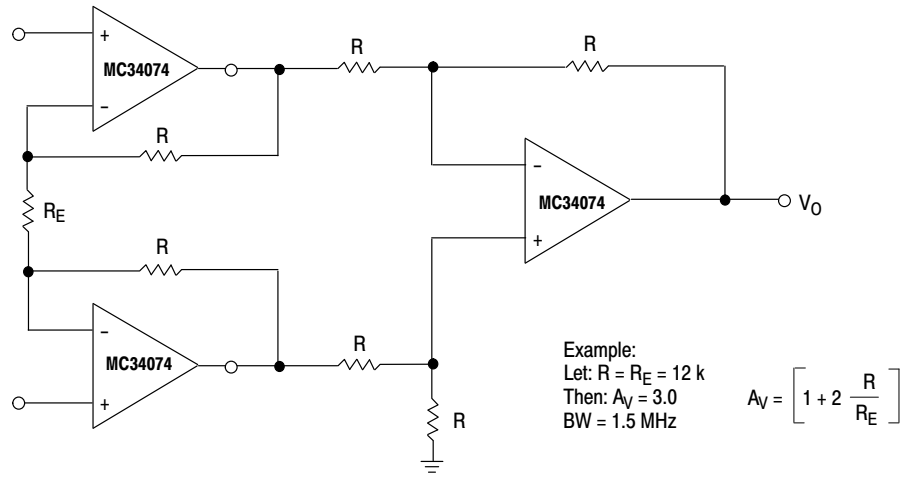 +
MC34074
−
R
R
R
R_E
R
−
MC34074
+
−
MC34074
+
V_O
R
R
Example:
Let: R = R_E = 12 k
Then: A_V = 3.0
BW = 1.5 MHz
A_V = [1 + 2 R/R_E]